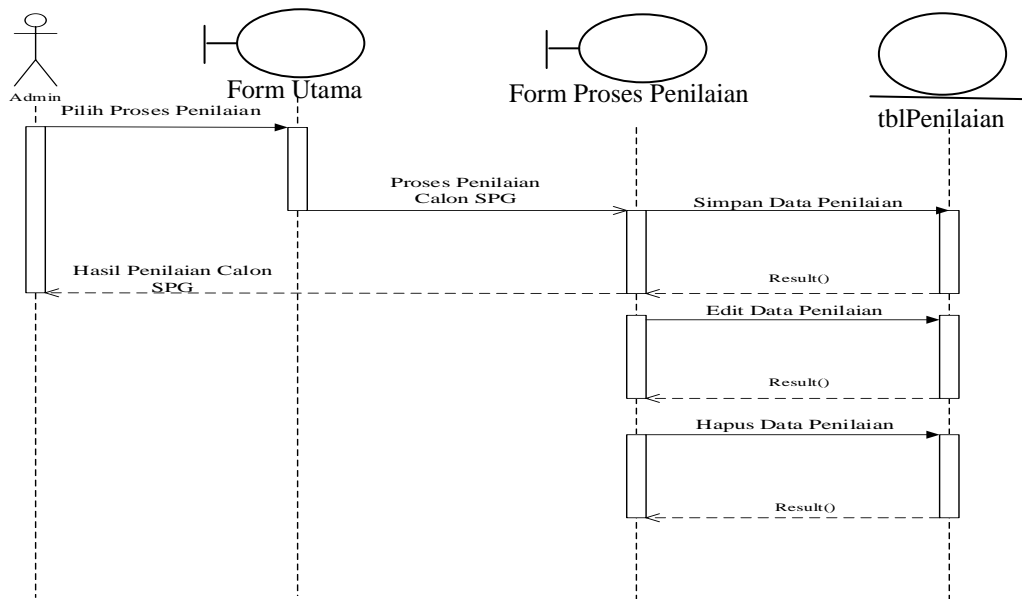 Admin
Form Utama
Form Proses Penilaian
tblPenilaian
Pilih Proses Penilaian
Proses Penilaian
Calon SPG
Simpan Data Penilaian
Hasil Penilaian Calon
SPG
Result()
Edit Data Penilaian
Result()
Hapus Data Penilaian
Result()